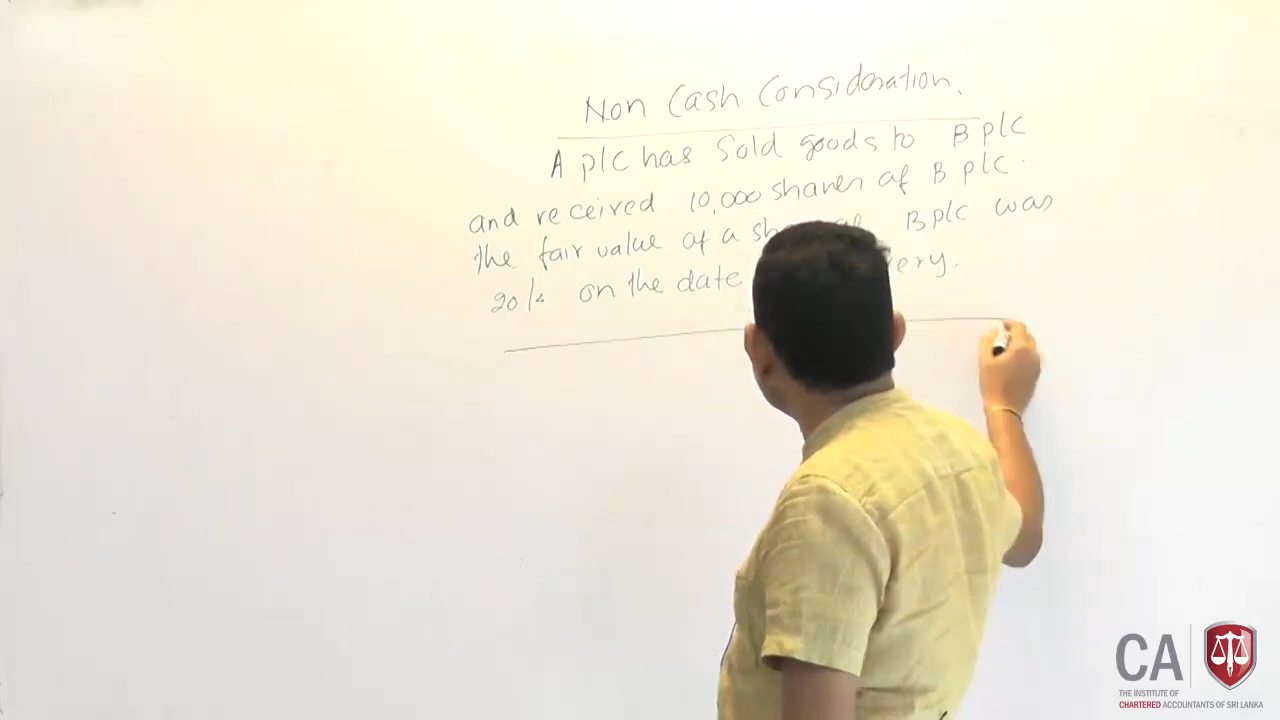 Non Cash Consideration.
A plc has Sold goods to B plc
and received 10,000 shares of B plc.
the fair value of a sh B plc was
20/= on the date very.
CA
THE INSTITUTE OF
CHARTERED ACCOUNTANTS OF SRI LANKA